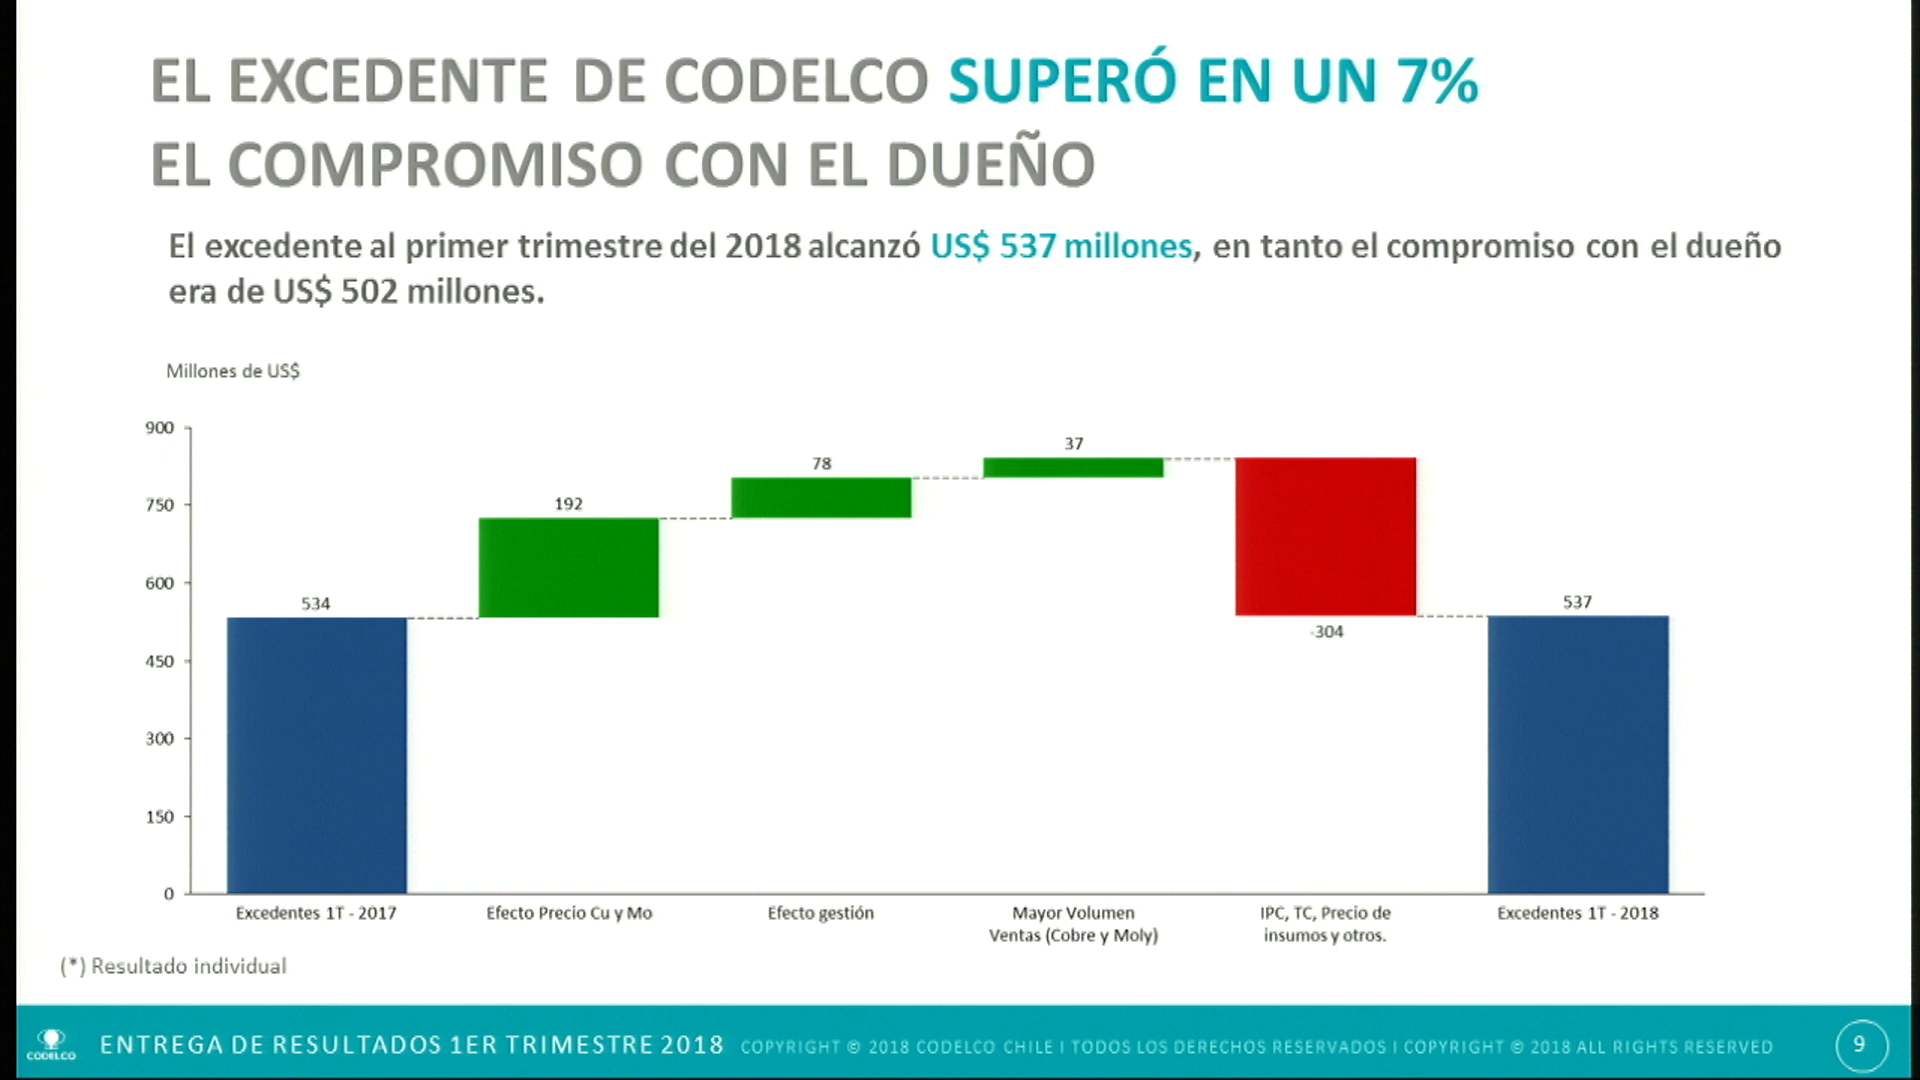 EL EXCEDENTE DE CODELCO SUPERÓ EN UN 7%
EL COMPROMISO CON EL DUEÑO
El excedente al primer trimestre del 2018 alcanzó US$ 537 millones, en tanto el compromiso con el dueño
era de US$ 502 millones.
Millones de US$
900
750
600
450
300
150
0
534
192
78
37
-304
537
Excedentes 1T - 2017
Efecto Precio Cu y Mo
Efecto gestión
Mayor Volumen
Ventas (Cobre y Moly)
IPC, TC, Precio de
insumos y otros.
Excedentes 1T - 2018
(*) Resultado individual
CODELCO
ENTREGA DE RESULTADOS 1ER TRIMESTRE 2018 COPYRIGHT © 2018 CODELCO CHILE I TODOS LOS DERECHOS RESERVADOS I COPYRIGHT © 2018 ALL RIGHTS RESERVED
9